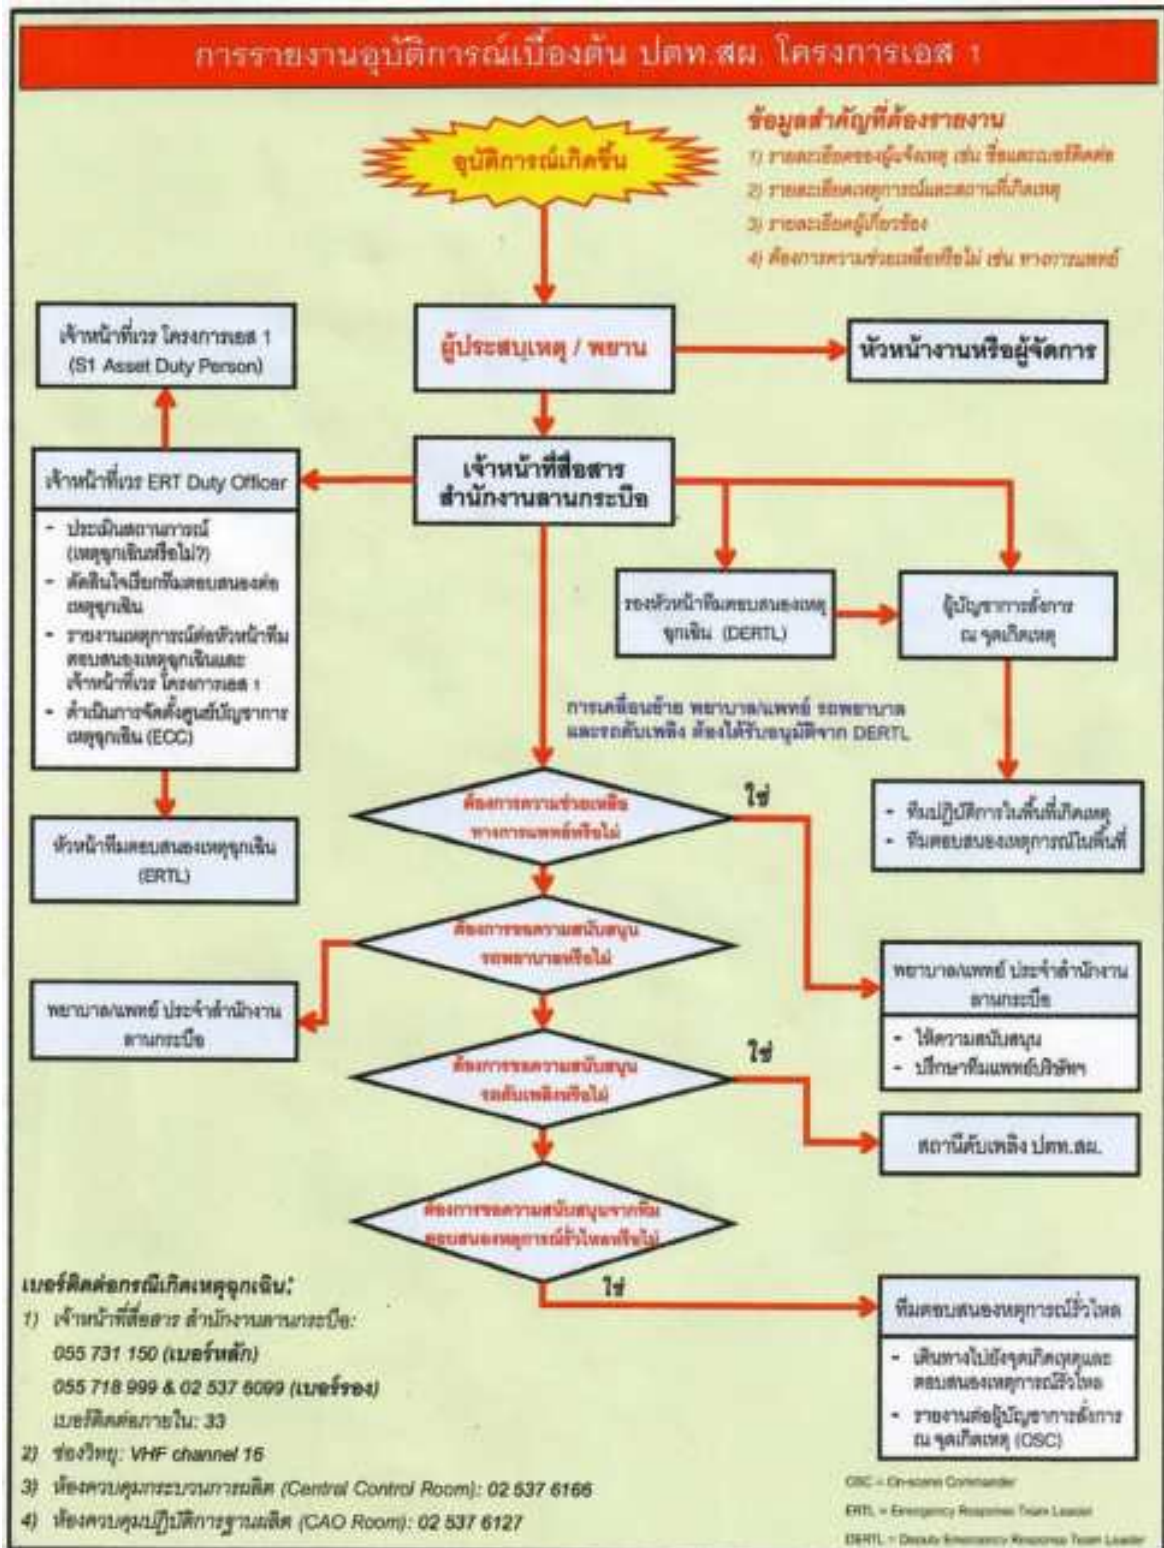 การรายงานอุบัติการณ์เบื้องต้น ปตท.สผ. โครงการเอส 1
อุบัติการณ์เกิดขึ้น
ข้อมูลสำคัญที่ต้องรายงาน
1) รายละเอียดของผู้แจ้งเหตุ เช่น ชื่อและเบอร์ติดต่อ
2) รายละเอียดเหตุการณ์และสถานที่เกิดเหตุ
3) รายละเอียดผู้เกี่ยวข้อง
4) ต้องการความช่วยเหลือหรือไม่ เช่น ทางการแพทย์
เจ้าหน้าที่เวร โครงการเอส 1
(S1 Asset Duty Person)
ผู้ประสบเหตุ / พยาน
หัวหน้างานหรือผู้จัดการ
เจ้าหน้าที่เวร ERT Duty Officer
- ประเมินสถานการณ์
(เหตุฉุกเฉินหรือไม่?)
- ตัดสินใจเรียกทีมตอบสนองต่อ
เหตุฉุกเฉิน
- รายงานเหตุการณ์ต่อหัวหน้าทีม
ตอบสนองเหตุฉุกเฉินและ
เจ้าหน้าที่เวร โครงการเอส 1
- ดำเนินการจัดตั้งศูนย์บัญชาการ
เหตุฉุกเฉิน (ECC)
เจ้าหน้าที่สื่อสาร
สำนักงานลานกระบือ
รองหัวหน้าทีมตอบสนองเหตุ
ฉุกเฉิน (DERTL)
ผู้บัญชาการสั่งการ
ณ จุดเกิดเหตุ
การเคลื่อนย้าย พยาบาล/แพทย์ รถพยาบาล
และรถดับเพลิง ต้องได้รับอนุมัติจาก DERTL
หัวหน้าทีมตอบสนองเหตุฉุกเฉิน
(ERTL)
ต้องการความช่วยเหลือ
ทางการแพทย์หรือไม่
ใช่
- ทีมปฏิบัติการในพื้นที่เกิดเหตุ
- ทีมตอบสนองเหตุการณ์ในพื้นที่
ต้องการขอความสนับสนุน
รถพยาบาลหรือไม่
พยาบาล/แพทย์ ประจำสำนักงาน
ลานกระบือ
พยาบาล/แพทย์ ประจำสำนักงาน
ลานกระบือ
- ให้ความสนับสนุน
- ปรึกษาทีมแพทย์บริษัทฯ
ต้องการขอความสนับสนุน
รถดับเพลิงหรือไม่
ใช่
สถานีดับเพลิง ปตท.สผ.
ต้องการขอความสนับสนุนจากทีม
ตอบสนองเหตุการณ์รั่วไหลหรือไม่
ใช่
ทีมตอบสนองเหตุการณ์รั่วไหล
- เดินทางไปยังจุดเกิดเหตุและ
ตอบสนองเหตุการณ์รั่วไหล
- รายงานต่อผู้บัญชาการสั่งการ
ณ จุดเกิดเหตุ (OSC)
เบอร์ติดต่อกรณีเกิดเหตุฉุกเฉิน:
1) เจ้าหน้าที่สื่อสาร สำนักงานลานกระบือ:
055 731 150 (เบอร์หลัก)
055 718 999 & 02 537 6099 (เบอร์รอง)
เบอร์ติดต่อภายใน: 33
2) ช่องวิทยุ: VHF channel 16
3) ห้องควบคุมกระบวนการผลิต (Central Control Room): 02 537 6166
4) ห้องควบคุมปฏิบัติการฐานผลิต (CAO Room): 02 537 6127
OSC = On-scene Commander
ERTL = Emergency Response Team Leader
DERTL = Deputy Emergency Response Team Leader